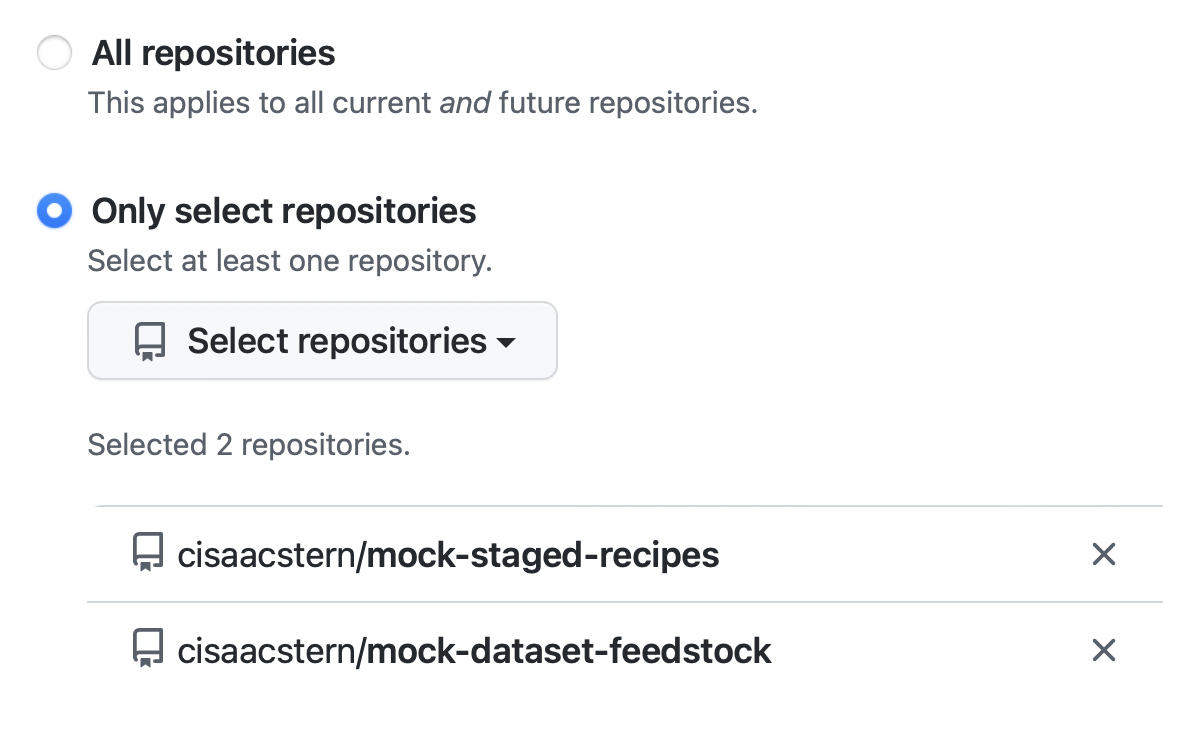 All repositories
This applies to all current and future repositories.
Only select repositories
Select at least one repository.
Select repositories
Selected 2 repositories.
cisaacstern/mock-staged-recipes
cisaacstern/mock-dataset-feedstock